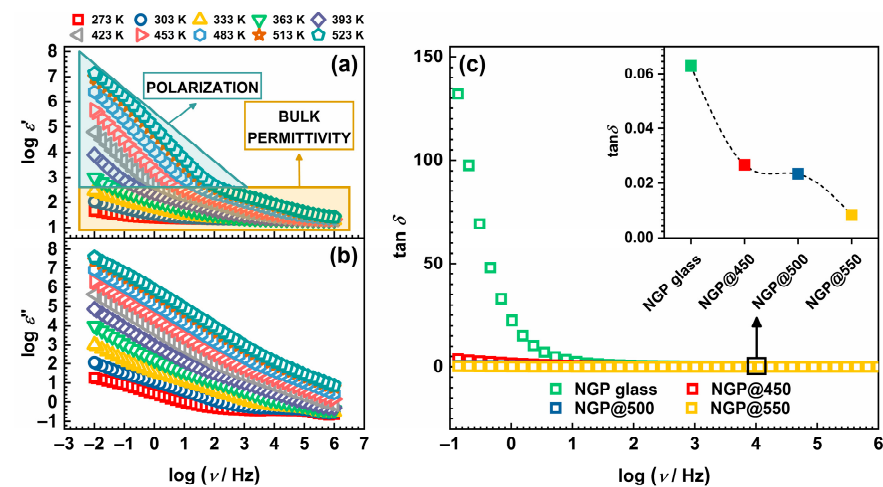 273 K 303 K 333 K 363 K 393 K
423 K 453 K 483 K 513 K 523 K
(a)
POLARIZATION
BULK
PERMITTIVITY
log ε'
8
7
6
5
4
3
2
1
(b)
log ε''
8
7
6
5
4
3
2
1
0
−1
−3 −2 −1 0 1 2 3 4 5 6 7
log (ν / Hz)
(c)
tan δ
150
100
50
0
−1 0 1 2 3 4 5 6
log (ν / Hz)
NGP glass NGP@450
NGP@500 NGP@550
tanδ
0.06
0.04
0.02
0.00
NGP glass
NGP@450
NGP@500
NGP@550